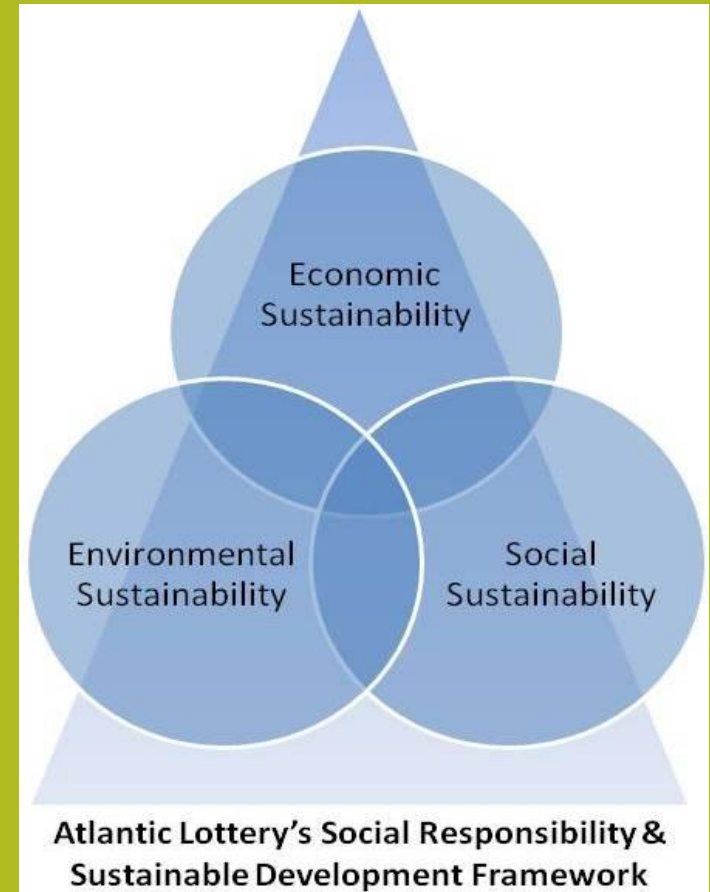 Economic
Sustainability
Environmental
Sustainability
Social
Sustainability
Atlantic Lottery's Social Responsibility &
Sustainable Development Framework